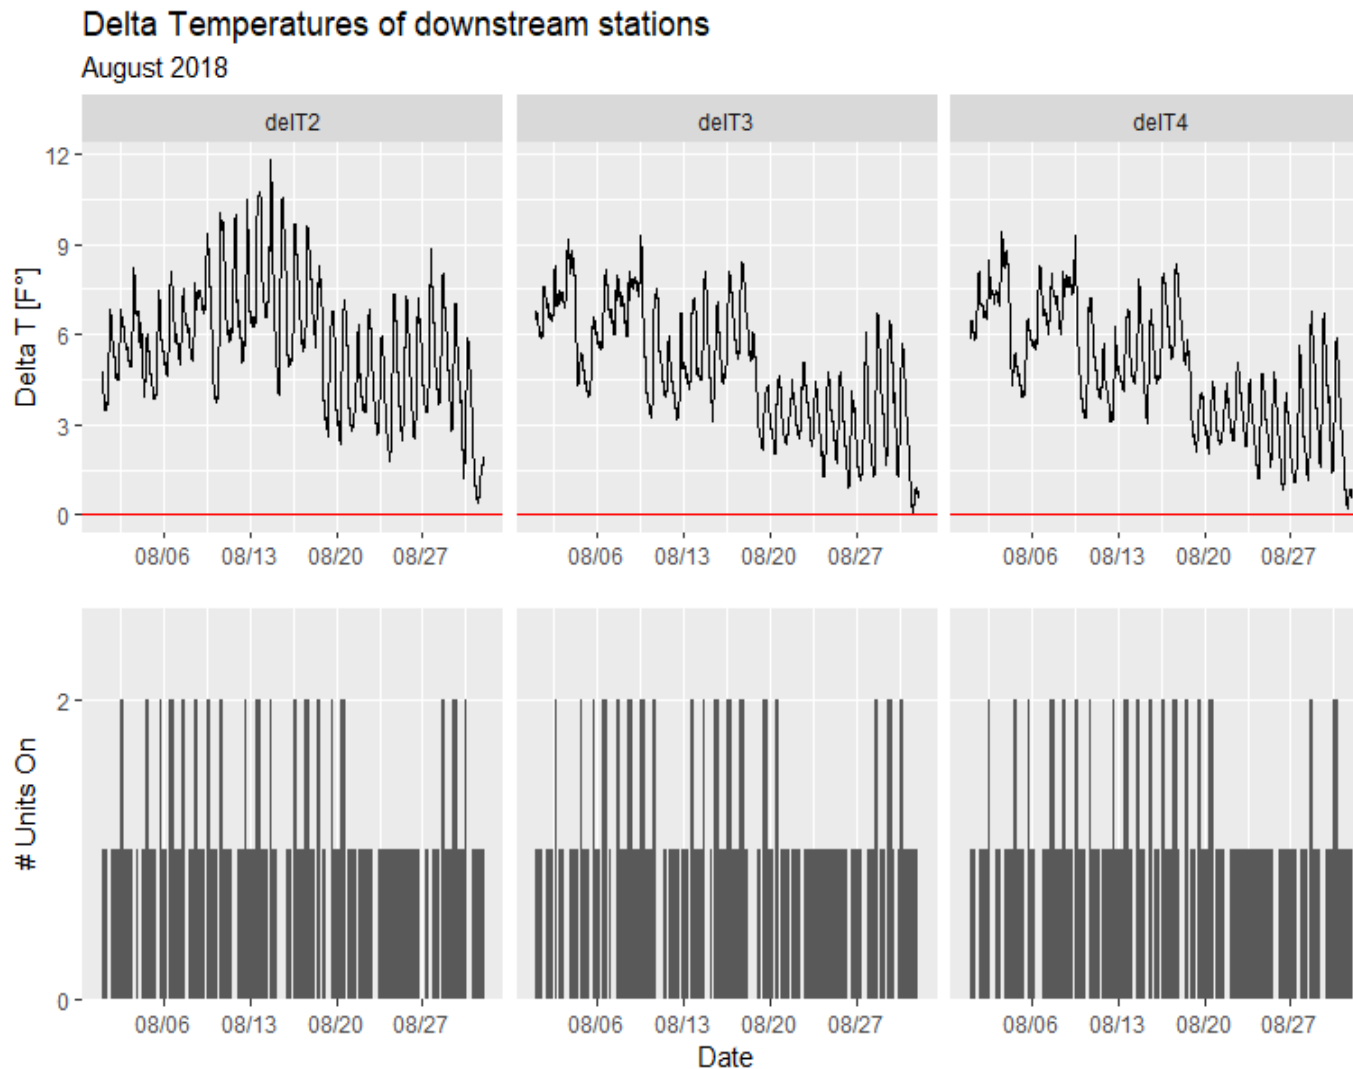 Delta Temperatures of downstream stations
August 2018
delT2 delT3 delT4
Delta T [F°]
12
9
6
3
0
08/06 08/13 08/20 08/27 08/06 08/13 08/20 08/27 08/06 08/13 08/20 08/27
# Units On
2
0
08/06 08/13 08/20 08/27 08/06 08/13 08/20 08/27 08/06 08/13 08/20 08/27
Date